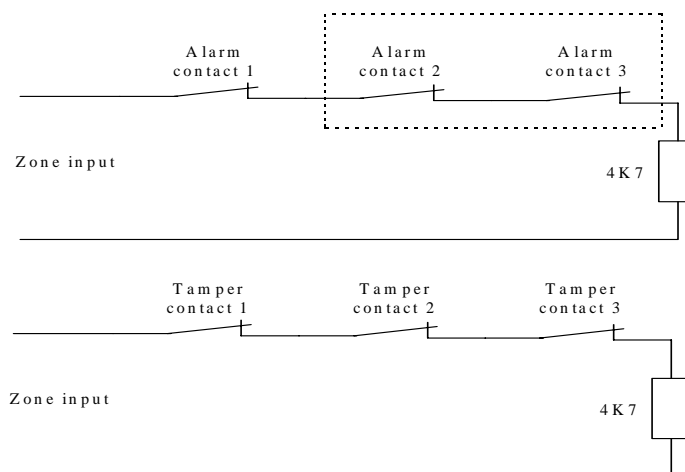 Alarm contact 1
Alarm contact 2
Alarm contact 3
Zone input
4K7
Tamper contact 1
Tamper contact 2
Tamper contact 3
Zone input
4K7